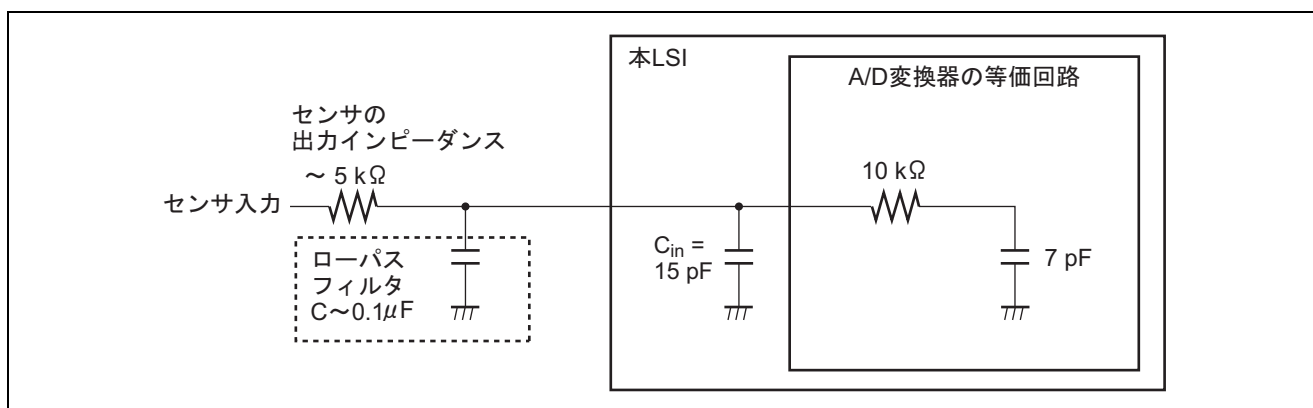 本LSI
A/D変換器の等価回路
センサの
出力インピーダンス
～ 5 kΩ
センサ入力
10 kΩ
ローパス
フィルタ
C～0.1μF
Cin =
15 pF
7 pF